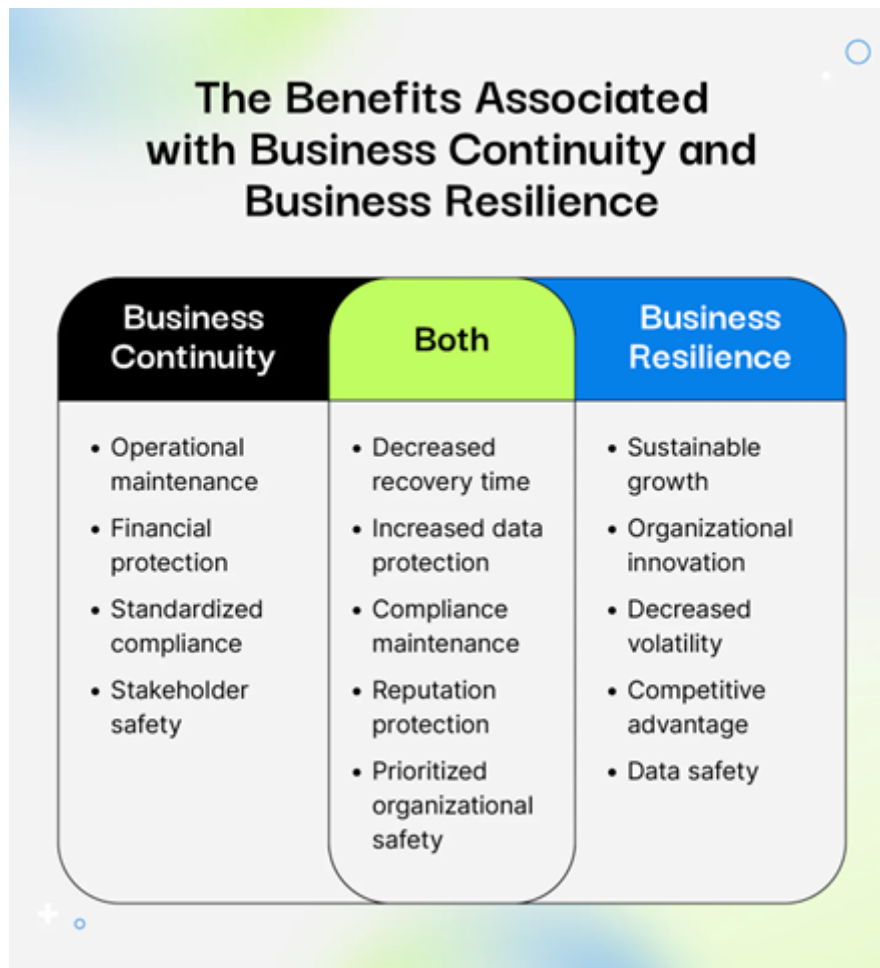 The Benefits Associated
with Business Continuity and
Business Resilience
Business
Continuity
• Operational
maintenance
• Financial
protection
• Standardized
compliance
• Stakeholder
safety
Both
• Decreased
recovery time
• Increased data
protection
• Compliance
maintenance
• Reputation
protection
• Prioritized
organizational
safety
Business
Resilience
• Sustainable
growth
• Organizational
innovation
• Decreased
volatility
• Competitive
advantage
• Data safety